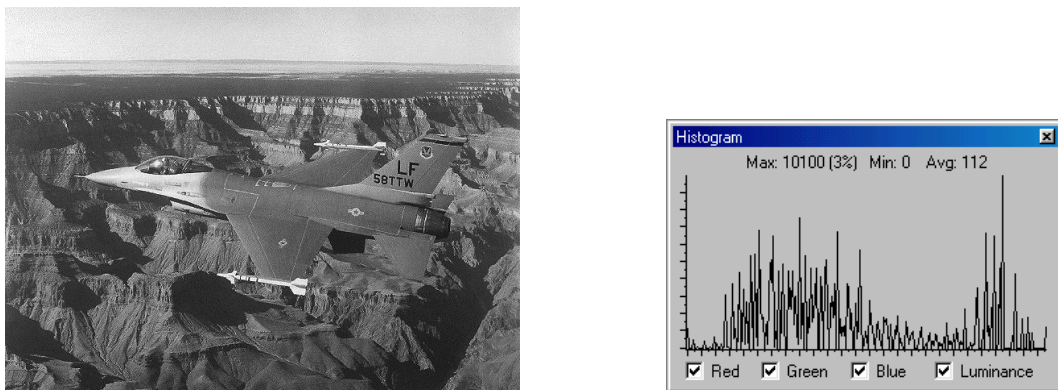 LF
58TTW
Histogram
Max: 10100 (3%) Min: 0 Avg: 112
Red Green Blue Luminance